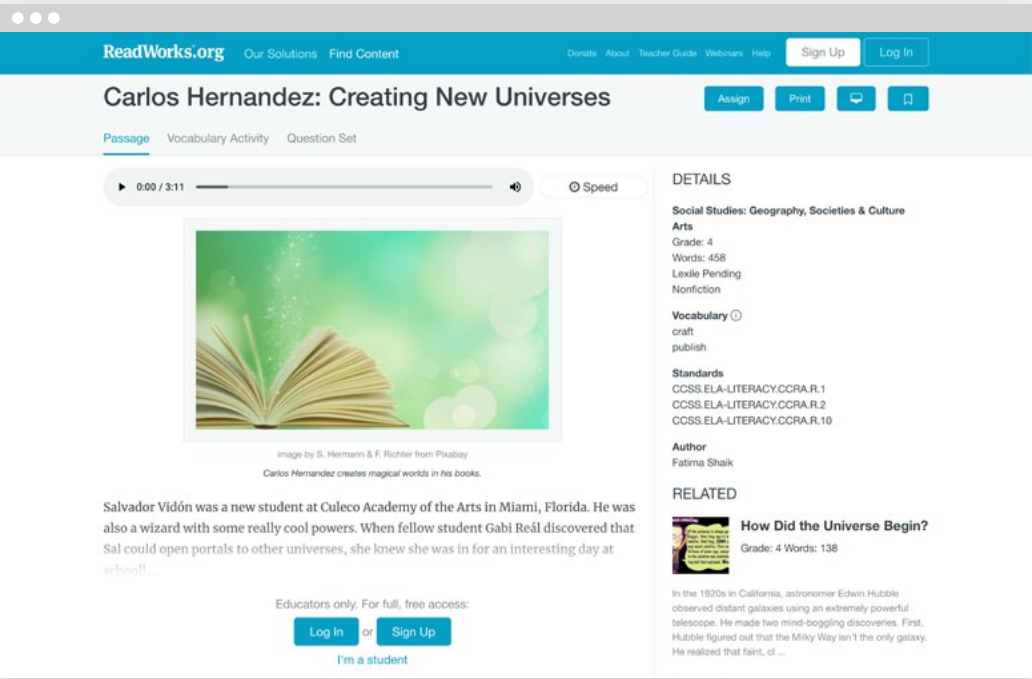 ReadWorks.org
Our Solutions
Find Content
Donate
About
Teacher Guide
Webinars
Help
Sign Up
Log In
Carlos Hernandez: Creating New Universes
Assign
Print
Passage
Vocabulary Activity
Question Set
0:00 / 3:11
Speed
image by S. Hermann & F. Richter from Pixabay
Carlos Hernandez creates magical worlds in his books.
Salvador Vidón was a new student at Culeco Academy of the Arts in Miami, Florida. He was
also a wizard with some really cool powers. When fellow student Gabi Reál discovered that
Sal could open portals to other universes, she knew she was in for an interesting day at
school!...
Educators only. For full, free access:
Log In or Sign Up
I'm a student
DETAILS
Social Studies: Geography, Societies & Culture
Arts
Grade: 4
Words: 458
Lexile Pending
Nonfiction
Vocabulary
craft
publish
Standards
CCSS.ELA-LITERACY.CCRA.R.1
CCSS.ELA-LITERACY.CCRA.R.2
CCSS.ELA-LITERACY.CCRA.R.10
Author
Fatima Shaik
RELATED
How Did the Universe Begin?
Grade: 4 Words: 138
In the 1920s in California, astronomer Edwin Hubble
observed distant galaxies using an extremely powerful
telescope. He made two mind-boggling discoveries. First,
Hubble figured out that the Milky Way isn't the only galaxy.
He realized that faint, cl ...